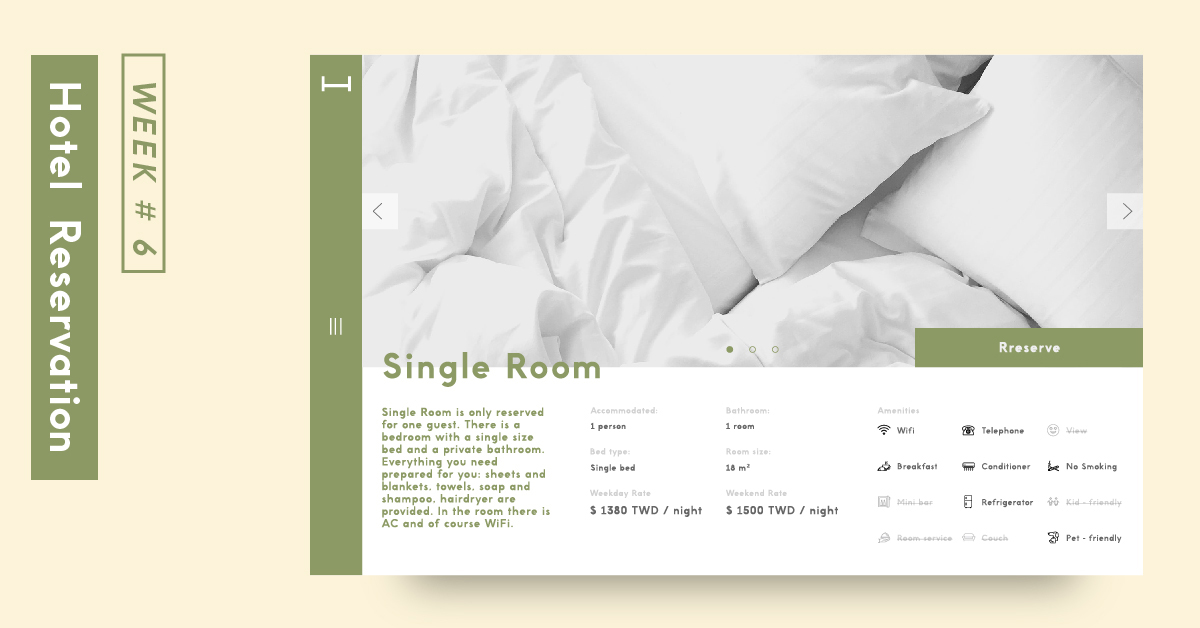 Hotel Reservation
WEEK # 6
Single Room
Rreserve
Single Room is only reserved
for one guest. There is a
bedroom with a single size
bed and a private bathroom.
Everything you need
prepared for you: sheets and
blankets, towels, soap and
shampoo, hairdryer are
provided. In the room there is
AC and of course WiFi.
Accommodated:
1 person
Bed type:
Single bed
Weekday Rate
$ 1380 TWD / night
Bathroom:
1 room
Room size:
18 m²
Weekend Rate
$ 1500 TWD / night
Amenities
Wifi
Telephone
View
Breakfast
Conditioner
No Smoking
Mini bar
Refrigerator
Kid - friendly
Room service
Couch
Pet - friendly